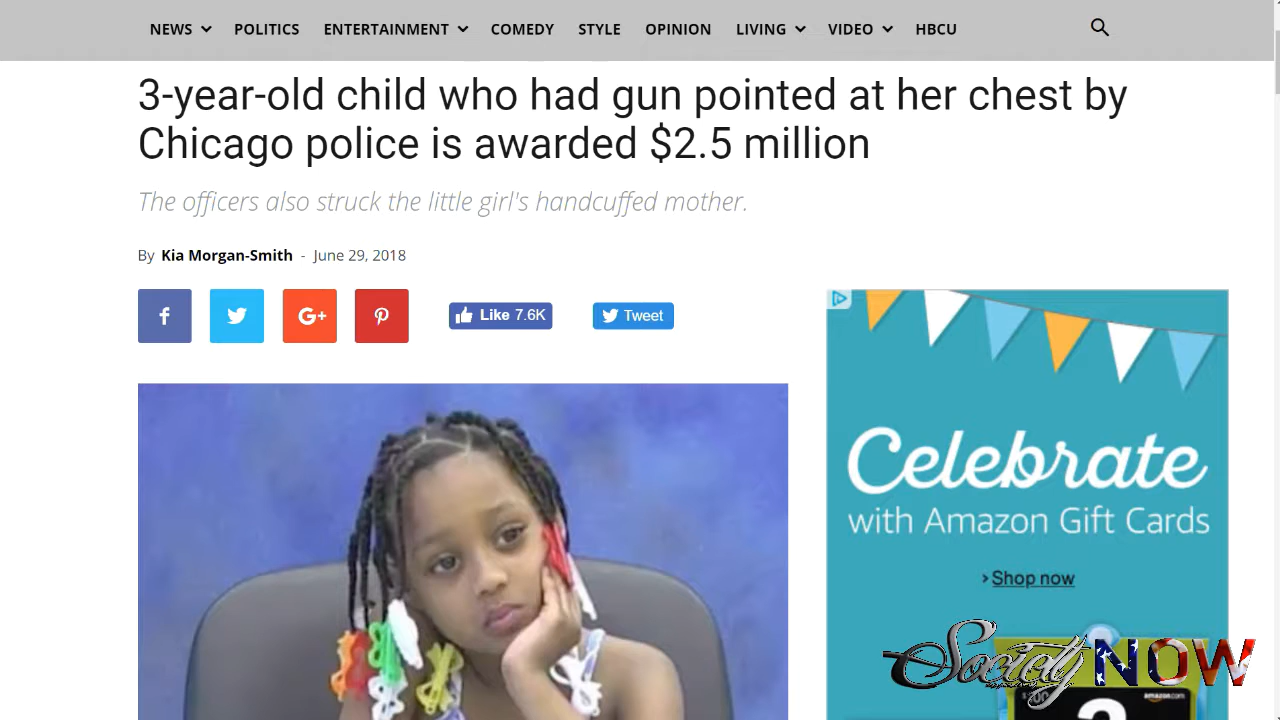 NEWS POLITICS ENTERTAINMENT COMEDY STYLE OPINION LIVING VIDEO HBCU
3-year-old child who had gun pointed at her chest by
Chicago police is awarded $2.5 million
The officers also struck the little girl's handcuffed mother.
By Kia Morgan-Smith - June 29, 2018
f G+ Like 7.6K Tweet
Celebrate
with Amazon Gift Cards
Shop now
Society NOW
amazon.com